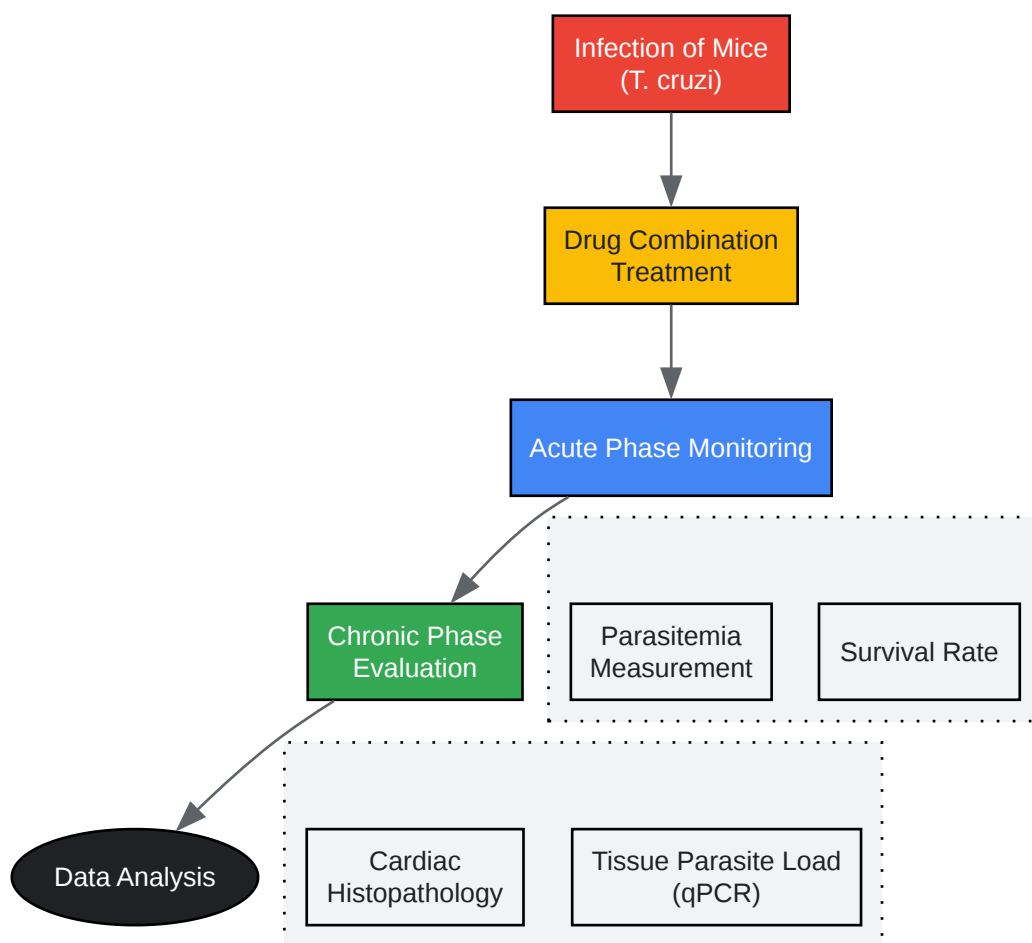 Infection of Mice
(T. cruzi)
Drug Combination
Treatment
Acute Phase Monitoring
Chronic Phase
Evaluation
Parasitemia
Measurement
Survival Rate
Data Analysis
Cardiac
Histopathology
Tissue Parasite Load
(qPCR)